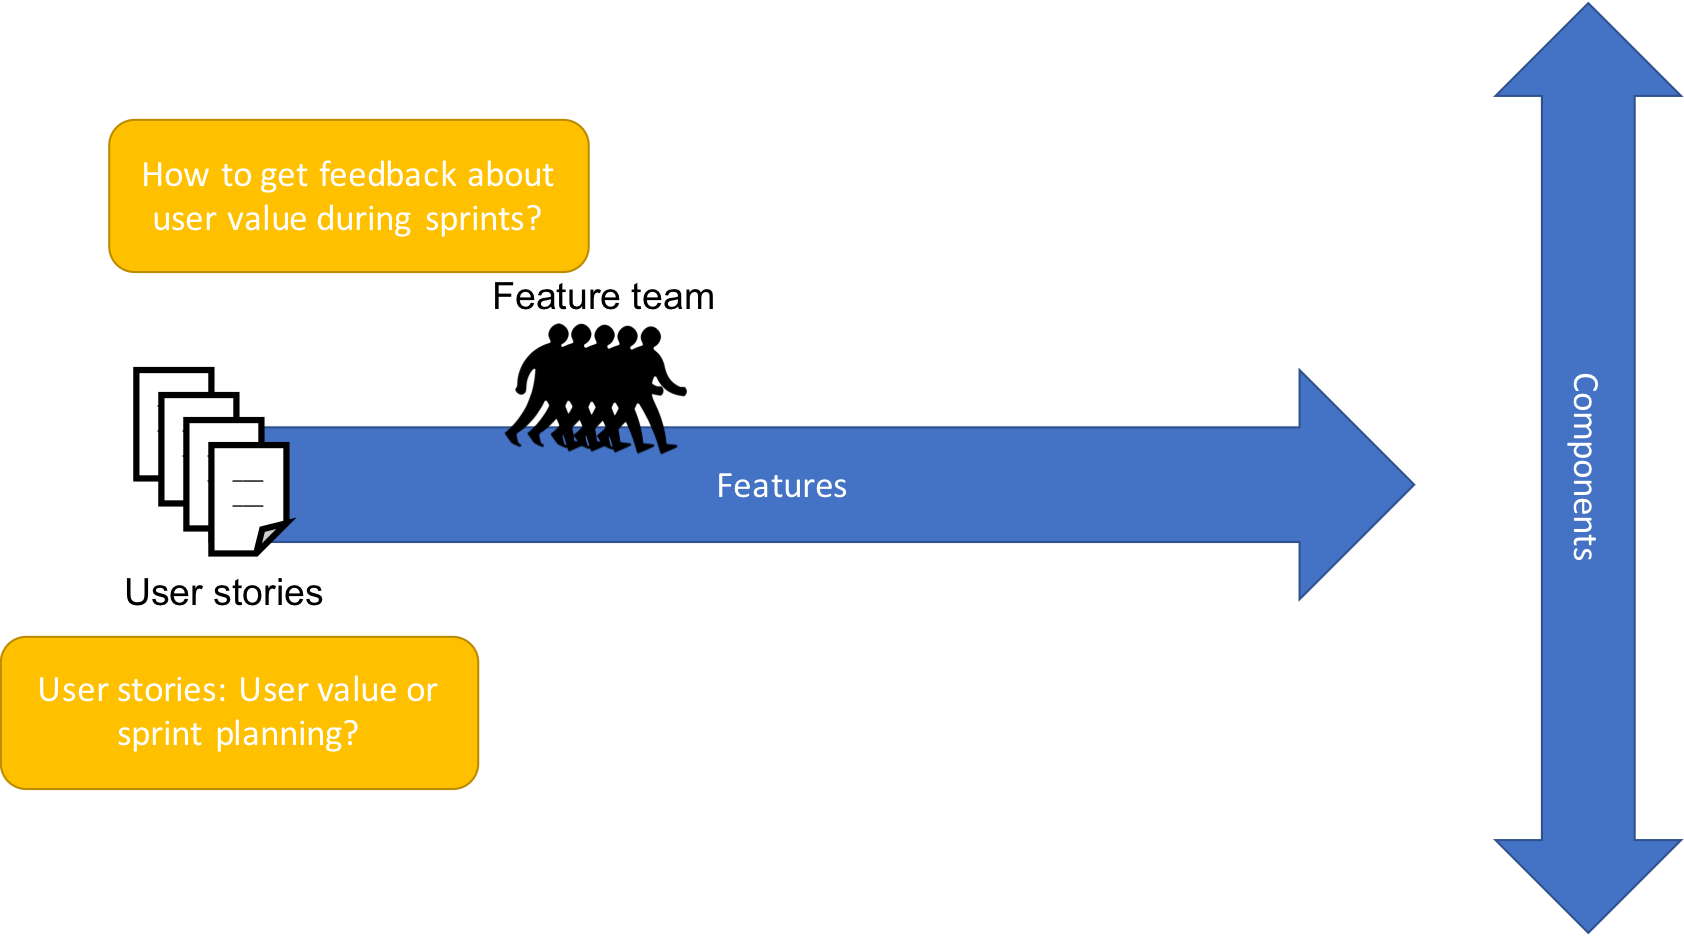 How to get feedback about
user value during sprints?
Feature team
Features
User stories
User stories: User value or
sprint planning?
Components